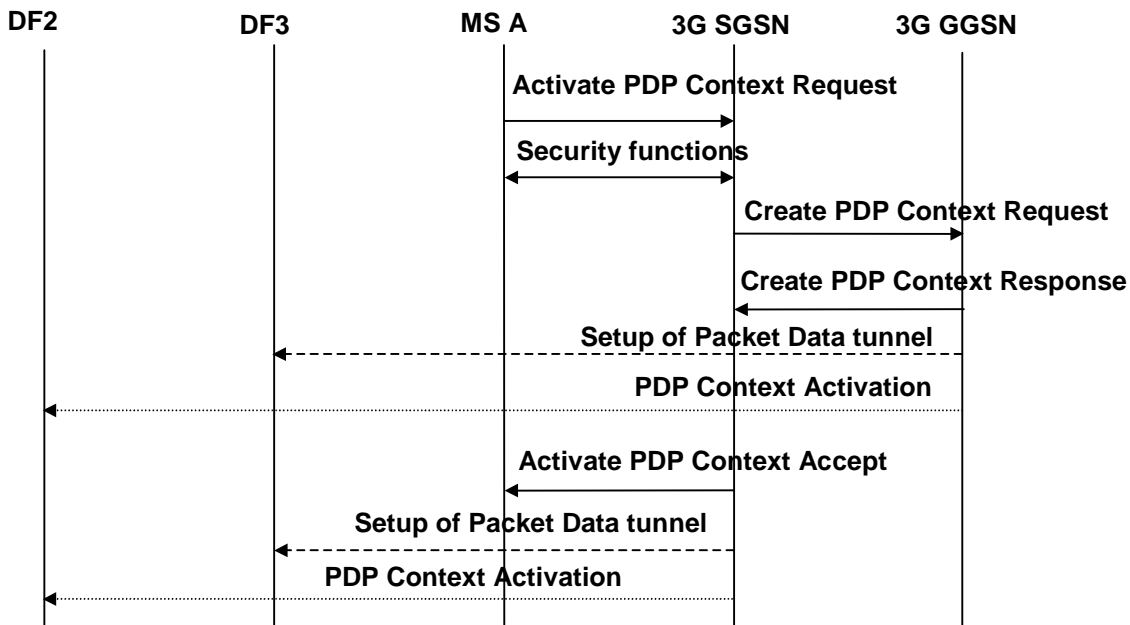 DF2
DF3
MS A
3G SGSN
3G GGSN
Activate PDP Context Request
Security functions
Create PDP Context Request
Create PDP Context Response
Setup of Packet Data tunnel
PDP Context Activation
Activate PDP Context Accept
Setup of Packet Data tunnel
PDP Context Activation